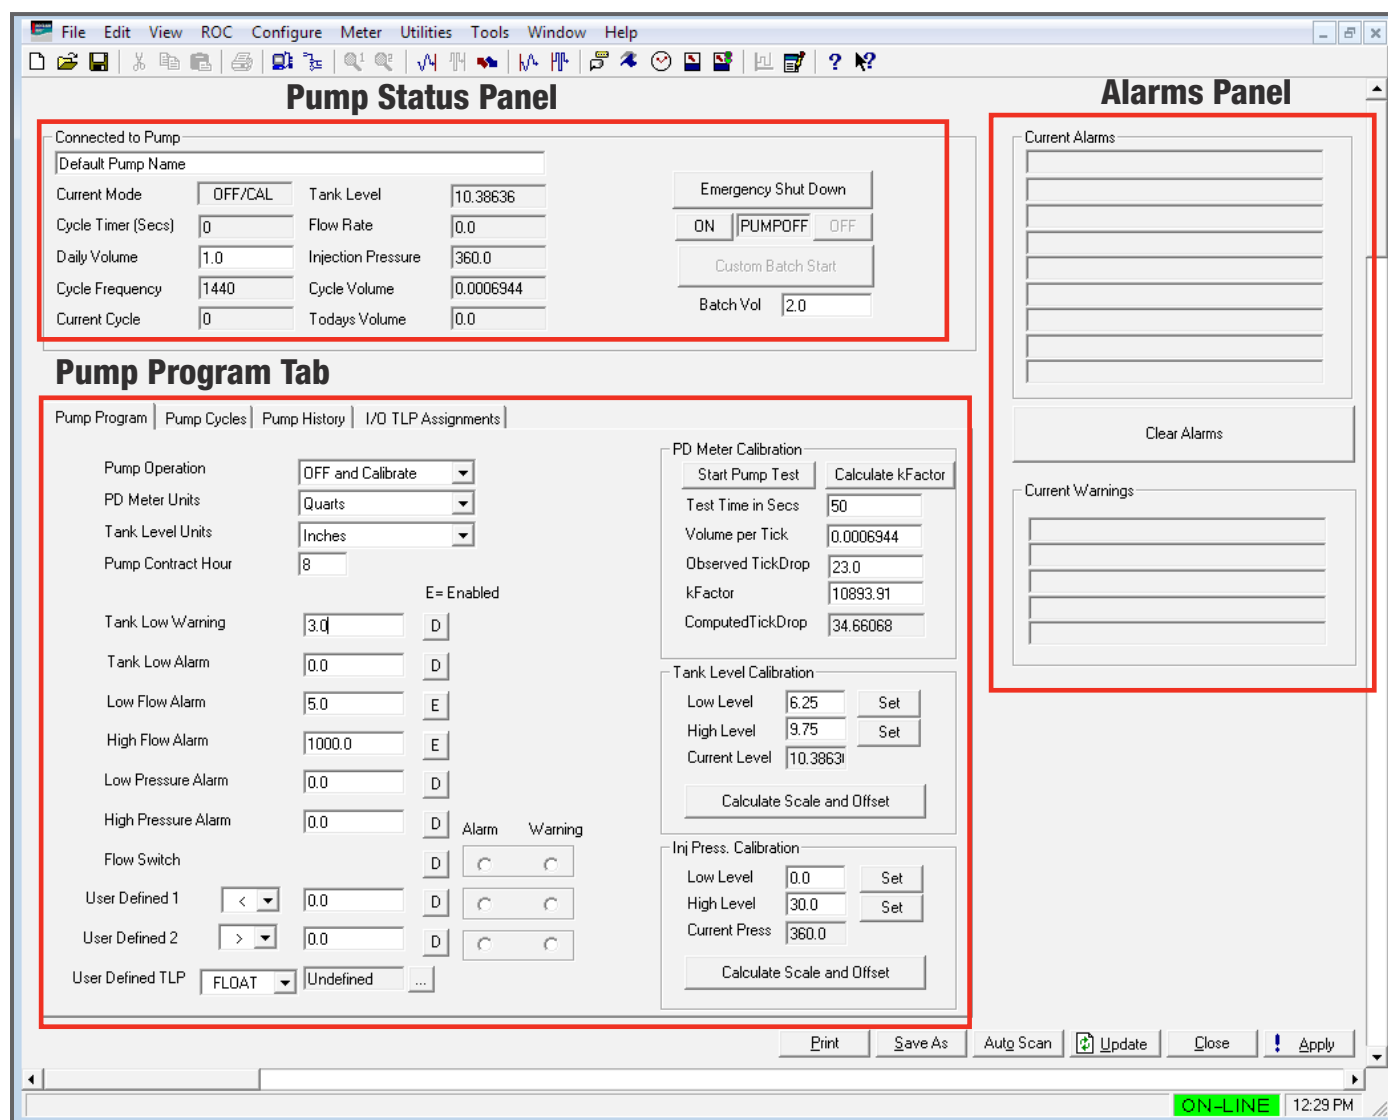 File Edit View ROC Configure Meter Utilities Tools Window Help
Pump Status Panel
Alarms Panel
Connected to Pump
Default Pump Name
Current Mode OFF/CAL Tank Level 10.38636
Cycle Timer (Secs) 0 Flow Rate 0.0
Daily Volume 1.0 Injection Pressure 360.0
Cycle Frequency 1440 Cycle Volume 0.0006944
Current Cycle 0 Todays Volume 0.0
Emergency Shut Down
ON PUMPOFF OFF
Custom Batch Start
Batch Vol 2.0
Current Alarms
Clear Alarms
Current Warnings
Pump Program Tab
Pump Program Pump Cycles Pump History I/O TLP Assignments
Pump Operation OFF and Calibrate
PD Meter Units Quarts
Tank Level Units Inches
Pump Contract Hour 8
E= Enabled
Tank Low Warning 3.0 D
Tank Low Alarm 0.0 D
Low Flow Alarm 5.0 E
High Flow Alarm 1000.0 E
Low Pressure Alarm 0.0 D
High Pressure Alarm 0.0 D Alarm Warning
Flow Switch D
User Defined 1 < 0.0 D
User Defined 2 > 0.0 D
User Defined TLP FLOAT Undefined ...
PD Meter Calibration
Start Pump Test Calculate kFactor
Test Time in Secs 50
Volume per Tick 0.0006944
Observed TickDrop 23.0
kFactor 10893.91
ComputedTickDrop 34.66068
Tank Level Calibration
Low Level 6.25 Set
High Level 9.75 Set
Current Level 10.3863
Calculate Scale and Offset
Inj Press. Calibration
Low Level 0.0 Set
High Level 30.0 Set
Current Press 360.0
Calculate Scale and Offset
Print Save As Auto Scan Update Close ! Apply
ON-LINE 12:29 PM